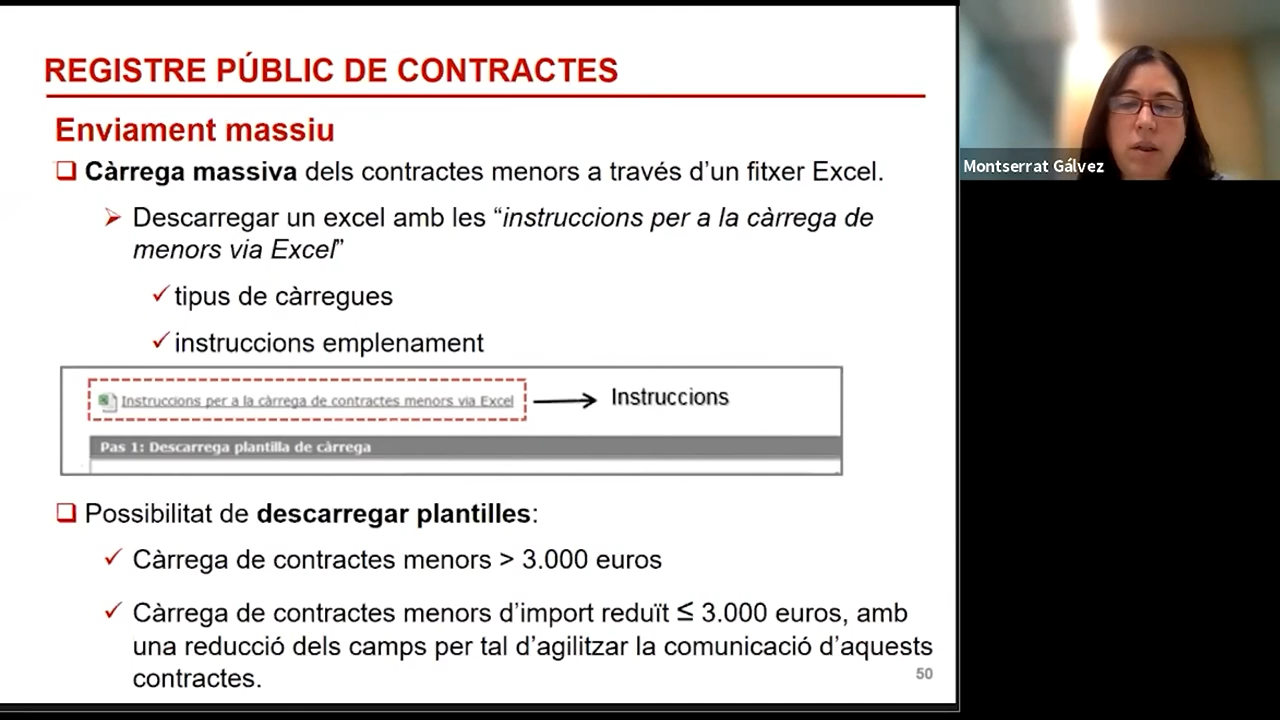 REGISTRE PÚBLIC DE CONTRACTES
Enviament massiu
Càrrega massiva dels contractes menors a través d’un fitxer Excel.
Descarregar un excel amb les “instruccions per a la càrrega de
menors via Excel”
tipus de càrregues
instruccions emplenament
Instruccions per a la càrrega de contractes menors via Excel
Instruccions
Pas 1: Descarrega plantilla de càrrega
Possibilitat de descarregar plantilles:
Càrrega de contractes menors > 3.000 euros
Càrrega de contractes menors d’import reduït ≤ 3.000 euros, amb
una reducció dels camps per tal d’agilitzar la comunicació d’aquests
contractes.
50
Montserrat Gálvez